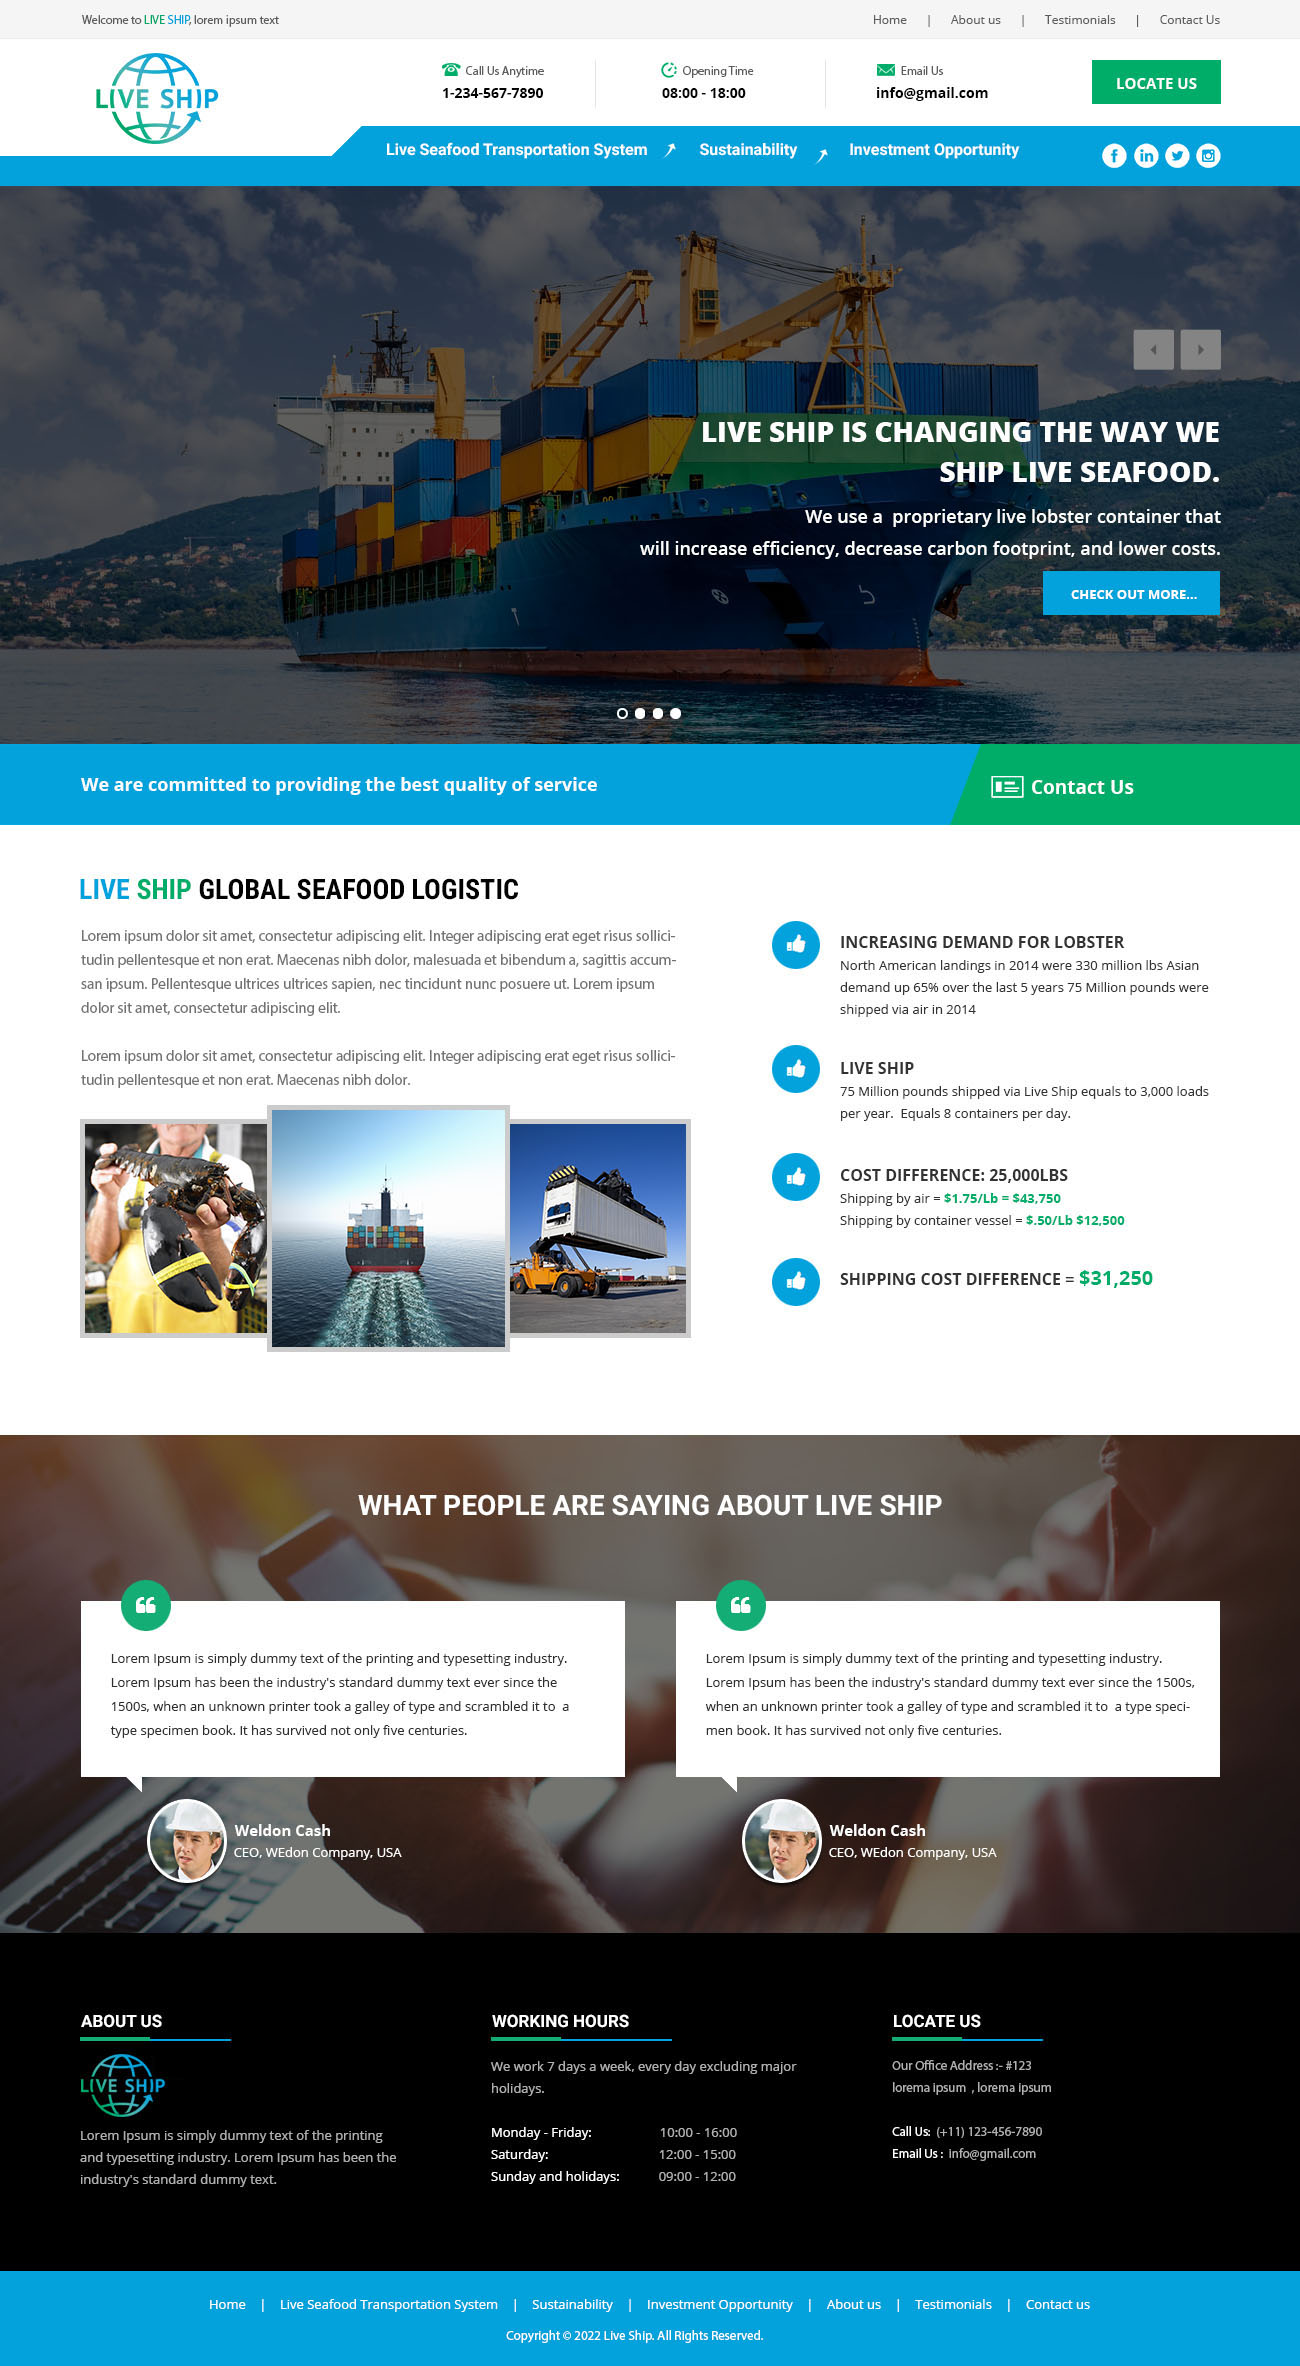 Welcome to LIVE SHIP, lorem ipsum text
Home | About us | Testimonials | Contact Us
LIVE SHIP
Call Us Anytime
1-234-567-7890
Opening Time
08:00 - 18:00
Email Us
info@gmail.com
LOCATE US
Live Seafood Transportation System
Sustainability
Investment Opportunity
LIVE SHIP IS CHANGING THE WAY WE
SHIP LIVE SEAFOOD.
We use a proprietary live lobster container that
will increase efficiency, decrease carbon footprint, and lower costs.
CHECK OUT MORE...
We are committed to providing the best quality of service
Contact Us
LIVE SHIP GLOBAL SEAFOOD LOGISTIC
Lorem ipsum dolor sit amet, consectetur adipiscing elit. Integer adipiscing erat eget risus sollici-
tudin pellentesque et non erat. Maecenas nibh dolor, malesuada et bibendum a, sagittis accum-
san ipsum. Pellentesque ultrices ultrices sapien, nec tincidunt nunc posuere ut. Lorem ipsum
dolor sit amet, consectetur adipiscing elit.
Lorem ipsum dolor sit amet, consectetur adipiscing elit. Integer adipiscing erat eget risus sollici-
tudin pellentesque et non erat. Maecenas nibh dolor.
INCREASING DEMAND FOR LOBSTER
North American landings in 2014 were 330 million lbs Asian
demand up 65% over the last 5 years 75 Million pounds were
shipped via air in 2014
LIVE SHIP
75 Million pounds shipped via Live Ship equals to 3,000 loads
per year. Equals 8 containers per day.
COST DIFFERENCE: 25,000LBS
Shipping by air = $1.75/Lb = $43,750
Shipping by container vessel = $.50/Lb $12,500
SHIPPING COST DIFFERENCE = $31,250
WHAT PEOPLE ARE SAYING ABOUT LIVE SHIP
Lorem Ipsum is simply dummy text of the printing and typesetting industry.
Lorem Ipsum has been the industry's standard dummy text ever since the
1500s, when an unknown printer took a galley of type and scrambled it to a
type specimen book. It has survived not only five centuries.
Weldon Cash
CEO, WEdon Company, USA
Lorem Ipsum is simply dummy text of the printing and typesetting industry.
Lorem Ipsum has been the industry's standard dummy text ever since the 1500s,
when an unknown printer took a galley of type and scrambled it to a type speci-
men book. It has survived not only five centuries.
Weldon Cash
CEO, WEdon Company, USA
ABOUT US
LIVE SHIP
Lorem Ipsum is simply dummy text of the printing
and typesetting industry. Lorem Ipsum has been the
industry's standard dummy text.
WORKING HOURS
We work 7 days a week, every day excluding major
holidays.
Monday - Friday: 10:00 - 16:00
Saturday: 12:00 - 15:00
Sunday and holidays: 09:00 - 12:00
LOCATE US
Our Office Address :- #123
lorema ipsum , lorema ipsum
Call Us: (+11) 123-456-7890
Email Us : info@gmail.com
Home | Live Seafood Transportation System | Sustainability | Investment Opportunity | About us | Testimonials | Contact us
Copyright © 2022 Live Ship. All Rights Reserved.